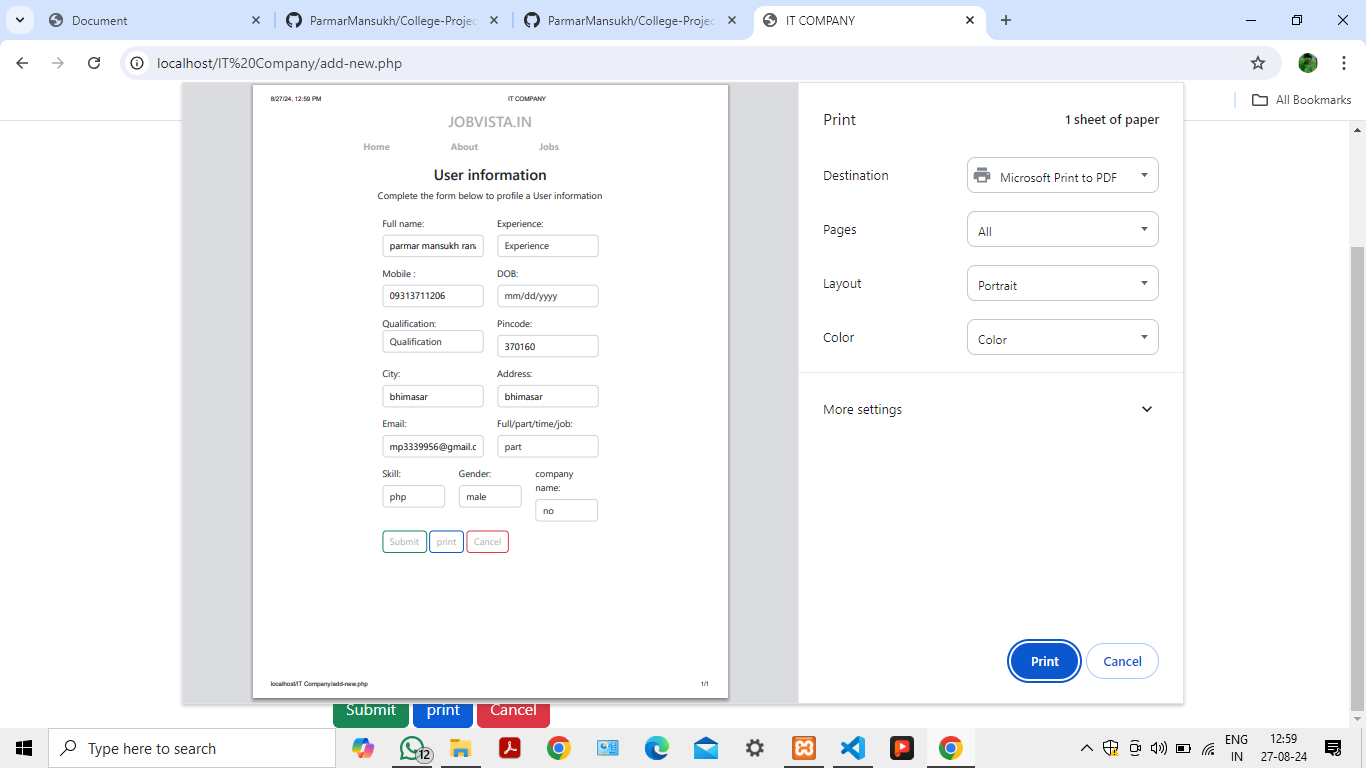 Document
ParmarMansukh/College-Projec
ParmarMansukh/College-Projec
IT COMPANY
localhost/IT%20Company/add-new.php
All Bookmarks
8/27/24, 12:59 PM
IT COMPANY
JOBVISTA.IN
Home About Jobs
User information
Complete the form below to profile a User information
Full name: Experience:
parmar mansukh rana Experience
Mobile : DOB:
09313711206 mm/dd/yyyy
Qualification: Pincode:
Qualification 370160
City: Address:
bhimasar bhimasar
Email: Full/part/time/job:
mp3339956@gmail.c part
Skill: Gender: company
name:
php male no
Submit print Cancel
localhost/IT Company/add-new.php 1/1
Print 1 sheet of paper
Destination Microsoft Print to PDF
Pages All
Layout Portrait
Color Color
More settings
Print Cancel
Submit print Cancel
Type here to search
12
ENG
IN
12:59
27-08-24